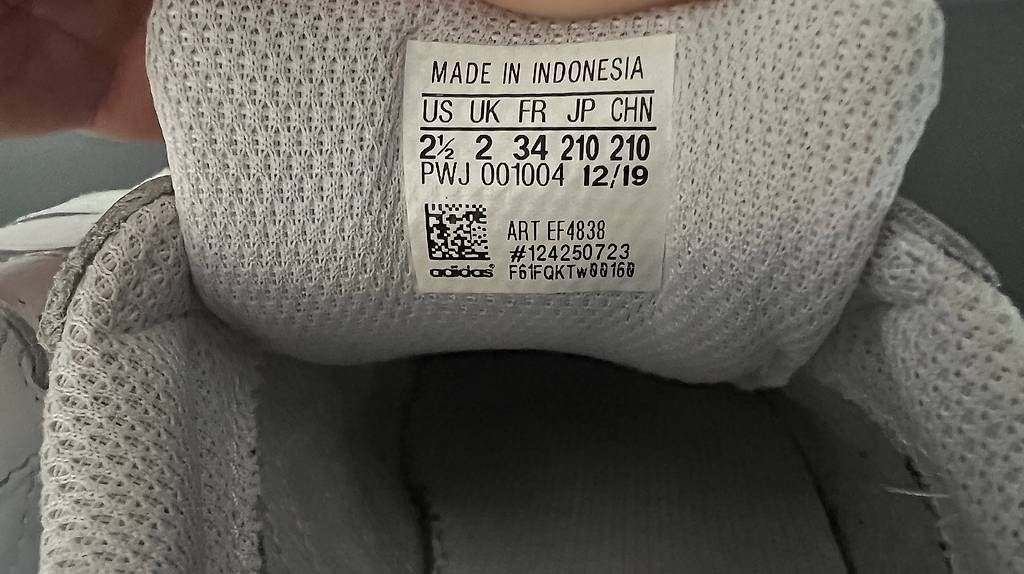 MADE IN INDONESIA
US UK FR JP CHN
2½ 2 34 210 210
PWJ 001004 12/19
ART EF4838
#124250723
adidas F61FQKTw00160